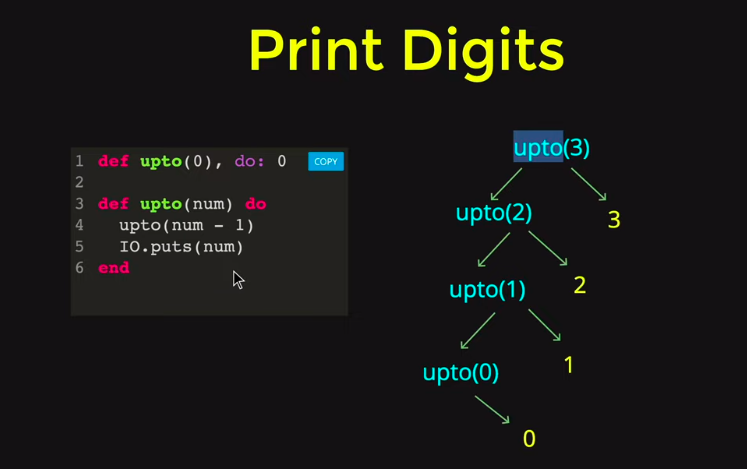 Print Digits
1 def upto(0), do: 0
COPY
2
3 def upto(num) do
4 upto(num - 1)
5 IO.puts(num)
6 end
upto(3)
upto(2)
3
upto(1)
2
upto(0)
1
0